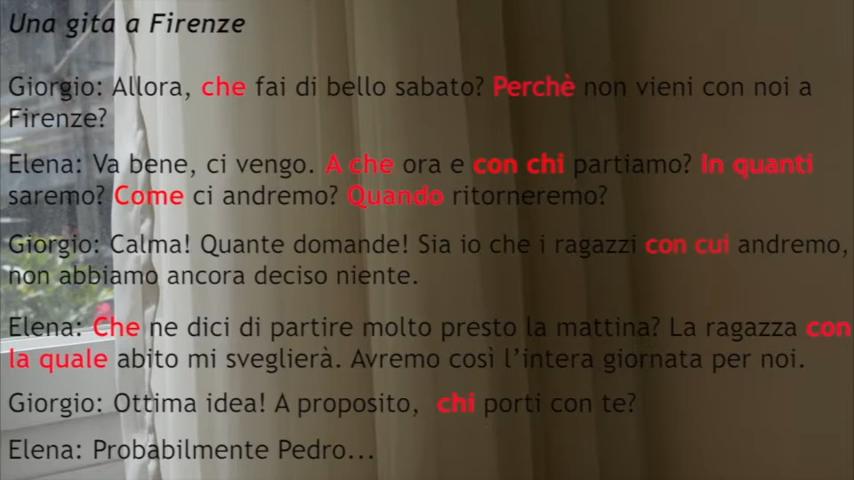 Una gita a Firenze
Giorgio: Allora, che fai di bello sabato? Perchè non vieni con noi a
Firenze?
Elena: Va bene, ci vengo. A che ora e con chi partiamo? In quanti
saremo? Come ci andremo? Quando ritorneremo?
Giorgio: Calma! Quante domande! Sia io che i ragazzi con cui andremo,
non abbiamo ancora deciso niente.
Elena: Che ne dici di partire molto presto la mattina? La ragazza con
la quale abito mi sveglierà. Avremo così l'intera giornata per noi.
Giorgio: Ottima idea! A proposito, chi porti con te?
Elena: Probabilmente Pedro...